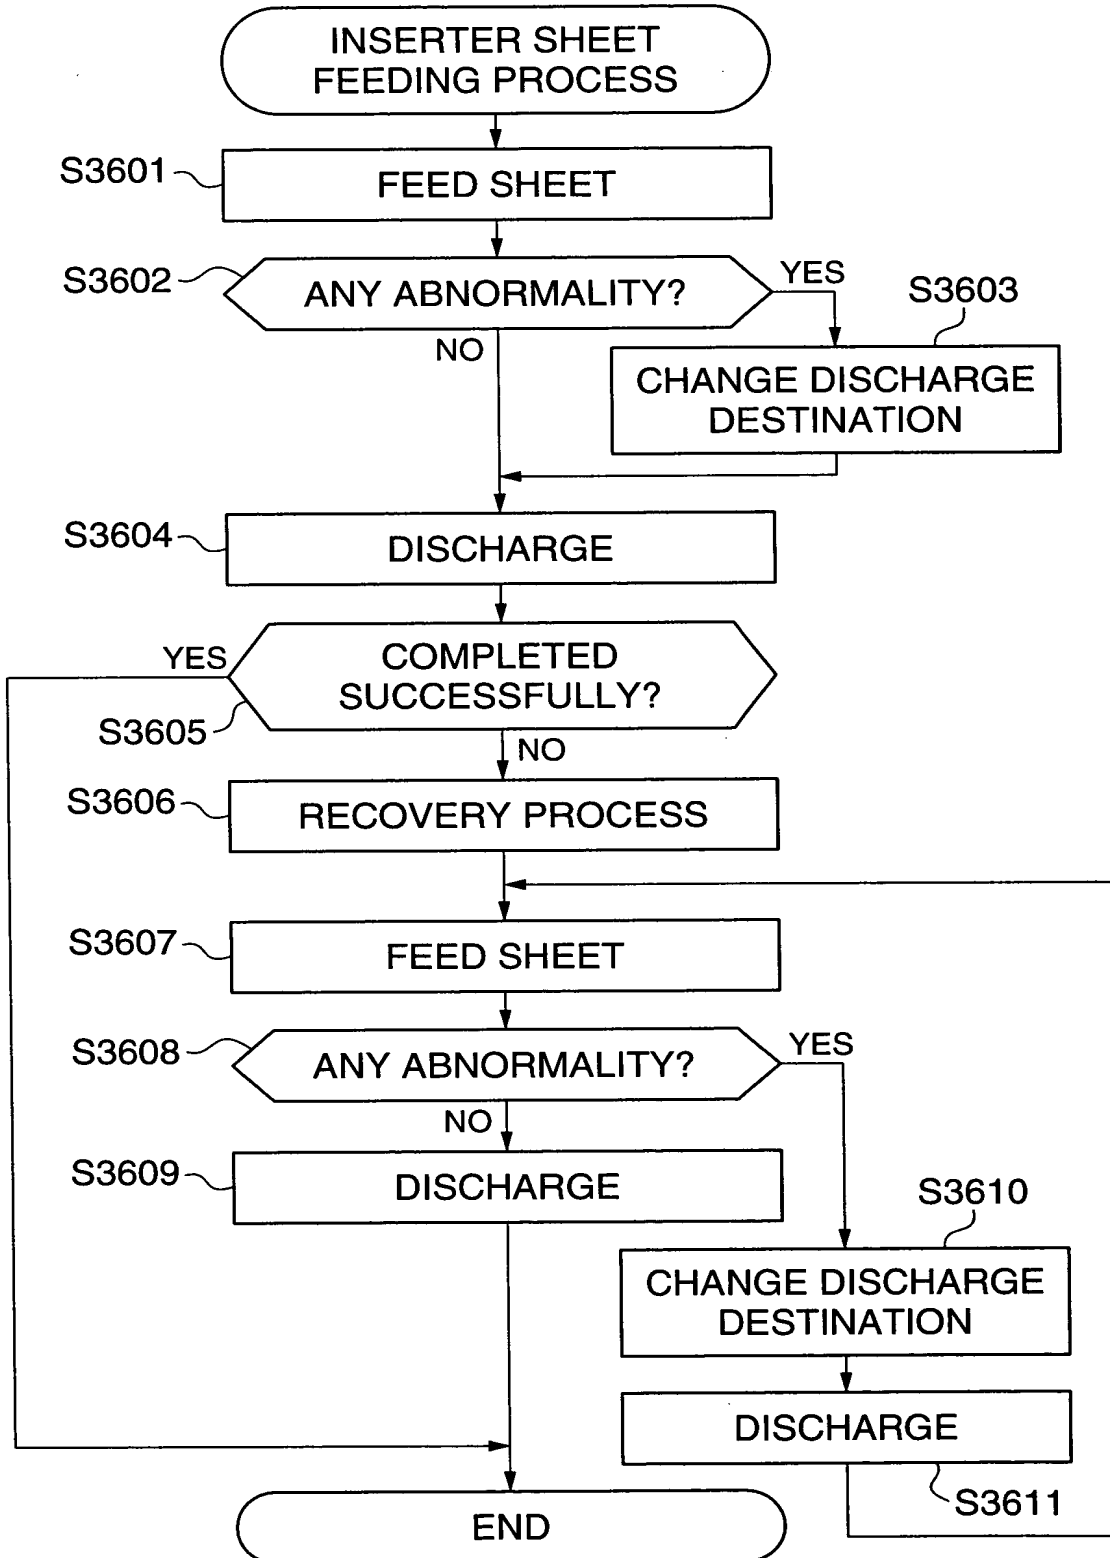 INSERTER SHEET
FEEDING PROCESS
S3601
FEED SHEET
S3602
ANY ABNORMALITY?
YES
NO
S3603
CHANGE DISCHARGE
DESTINATION
S3604
DISCHARGE
YES
COMPLETED
SUCCESSFULLY?
S3605
NO
S3606
RECOVERY PROCESS
S3607
FEED SHEET
S3608
ANY ABNORMALITY?
YES
NO
S3609
DISCHARGE
S3610
CHANGE DISCHARGE
DESTINATION
DISCHARGE
S3611
END